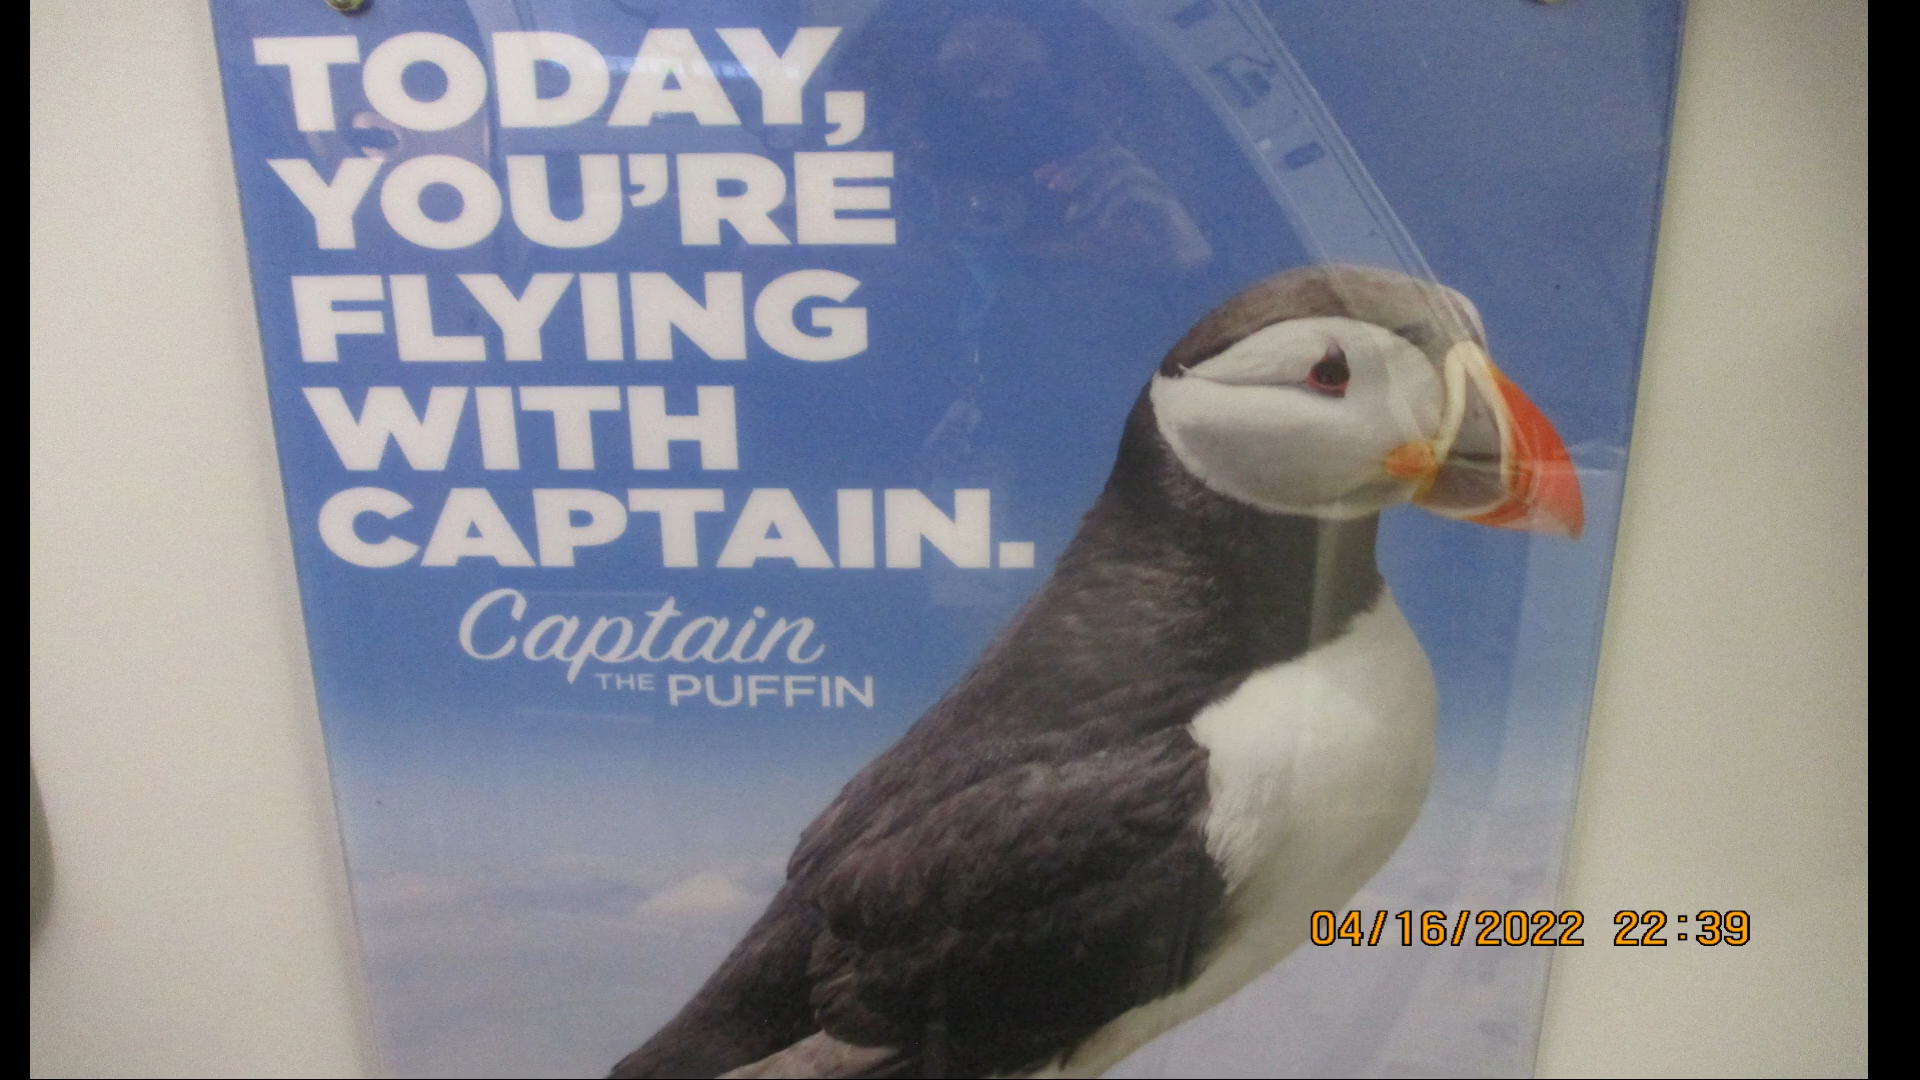 TODAY,
YOU'RE
FLYING
WITH
CAPTAIN.
Captain
THE PUFFIN
04/16/2022 22:39